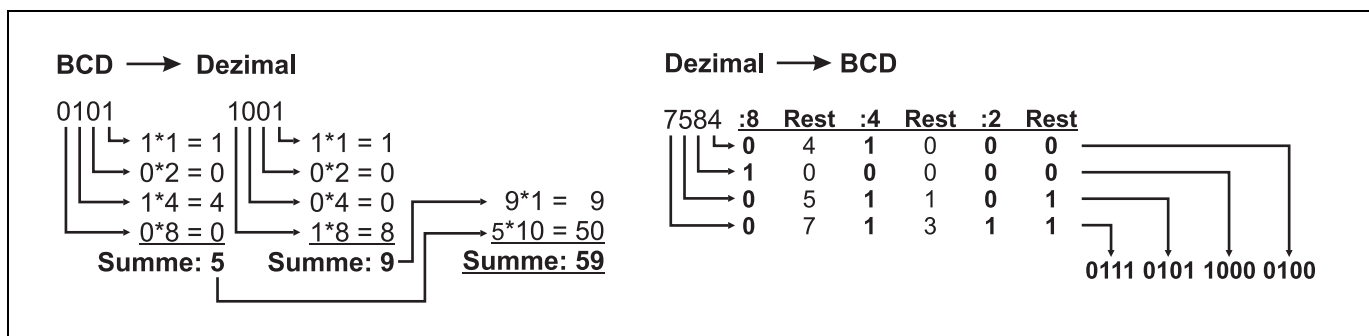 BCD → Dezimal
0101 1001
1*1 = 1 1*1 = 1
0*2 = 0 0*2 = 0
1*4 = 4 0*4 = 0 9*1 = 9
0*8 = 0 1*8 = 8 5*10 = 50
Summe: 5 Summe: 9 Summe: 59
Dezimal → BCD
7584 :8 Rest :4 Rest :2 Rest
0 4 1 0 0 0
1 0 0 0 0 0
0 5 1 1 0 1
0 7 1 3 1 1
0111 0101 1000 0100